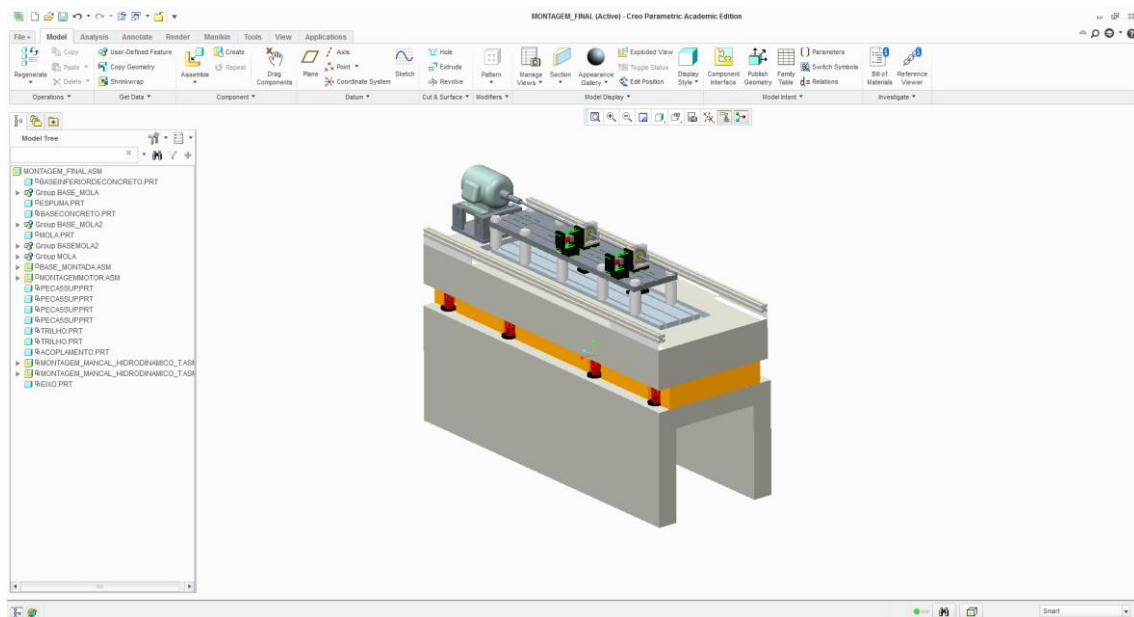 MONTAGEM_FINAL (Active) - Creo Parametric Academic Edition
File Model Analysis Annotate Render Manikin Tools View Applications
Regenerate
Copy
Paste
Delete
User-Defined Feature
Copy Geometry
Shrinkwrap
Assemble
Create
Repeat
Drag Components
Plane
Axis
Point
Coordinate System
Sketch
Hole
Extrude
Revolve
Pattern
Manage Views
Section
Appearance Gallery
Exploded View
Toggle Status
Edit Position
Display Style
Component Interface
Publish Geometry
Family Table
Parameters
Switch Symbols
d= Relations
Bill of Materials
Reference Viewer
Operations Get Data Component Datum Cut & Surface Modifiers Model Display Model Intent Investigate
Model Tree
MONTAGEM_FINAL.ASM
BASEINFERIORDECONCRETO.PRT
Group BASE_MOLA
ESPUMA.PRT
BASECONCRETO.PRT
Group BASE_MOLA2
MOLA.PRT
Group BASEMOLA2
Group MOLA
BASE_MONTADA.ASM
MONTAGEMMOTOR.ASM
PECA5SUP.PRT
PECA5SUP.PRT
PECA5SUP.PRT
PECA5SUP.PRT
TRILHO.PRT
TRILHO.PRT
ACOPLAMENTO.PRT
MONTAGEM_MANCAL_HIDRODINAMICO_T.ASM
MONTAGEM_MANCAL_HIDRODINAMICO_T.ASM
EIXO.PRT
Smart